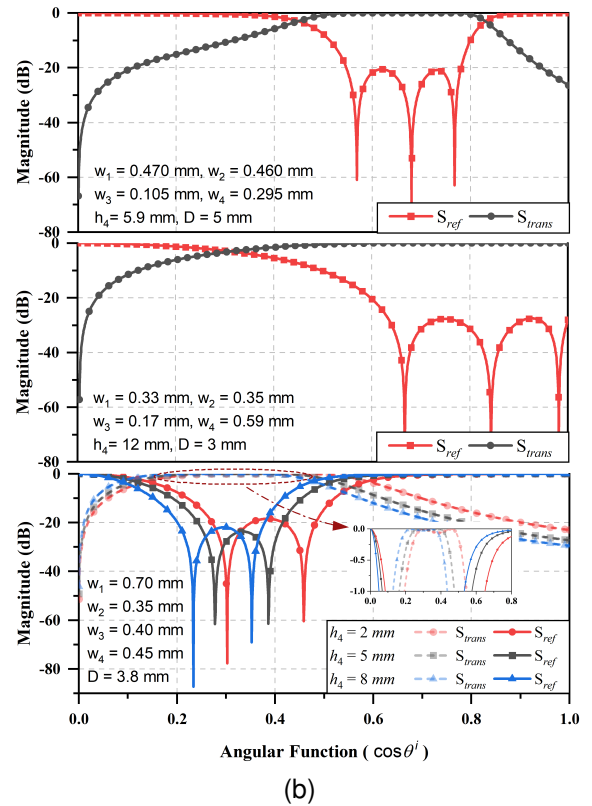 0
-20
-40
-60
-80
Magnitude (dB)
w1 = 0.470 mm, w2 = 0.460 mm
w3 = 0.105 mm, w4 = 0.295 mm
h4= 5.9 mm, D = 5 mm
Sref Strans
0
-20
-40
-60
-80
Magnitude (dB)
w1 = 0.33 mm, w2 = 0.35 mm
w3 = 0.17 mm, w4 = 0.59 mm
h4= 12 mm, D = 3 mm
Sref Strans
0
-20
-40
-60
-80
Magnitude (dB)
w1 = 0.70 mm
w2 = 0.35 mm
w3 = 0.40 mm
w4 = 0.45 mm
D = 3.8 mm
0.0
-0.5
-1.0
0.0 0.2 0.4 0.6 0.8
h4 = 2 mm Strans Sref
h4 = 5 mm Strans Sref
h4 = 8 mm Strans Sref
0.0 0.2 0.4 0.6 0.8 1.0
Angular Function ( cosθi )
(b)